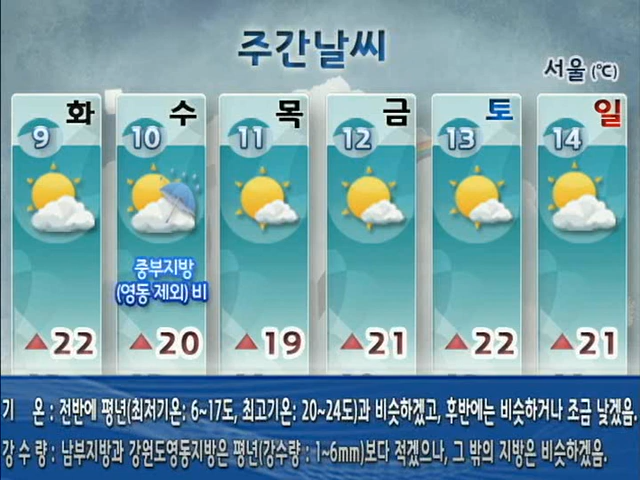 주간날씨
서울 (℃)
화 수 목 금 토 일
9 10 11 12 13 14
중부지방
(영동 제외) 비
▲22 ▲20 ▲19 ▲21 ▲22 ▲21
기 온 : 전반에 평년(최저기온: 6~17도, 최고기온: 20~24도)과 비슷하겠고, 후반에는 비슷하거나 조금 낮겠음.
강 수 량 : 남부지방과 강원도영동지방은 평년(강수량 : 1~6mm)보다 적겠으나, 그 밖의 지방은 비슷하겠음.